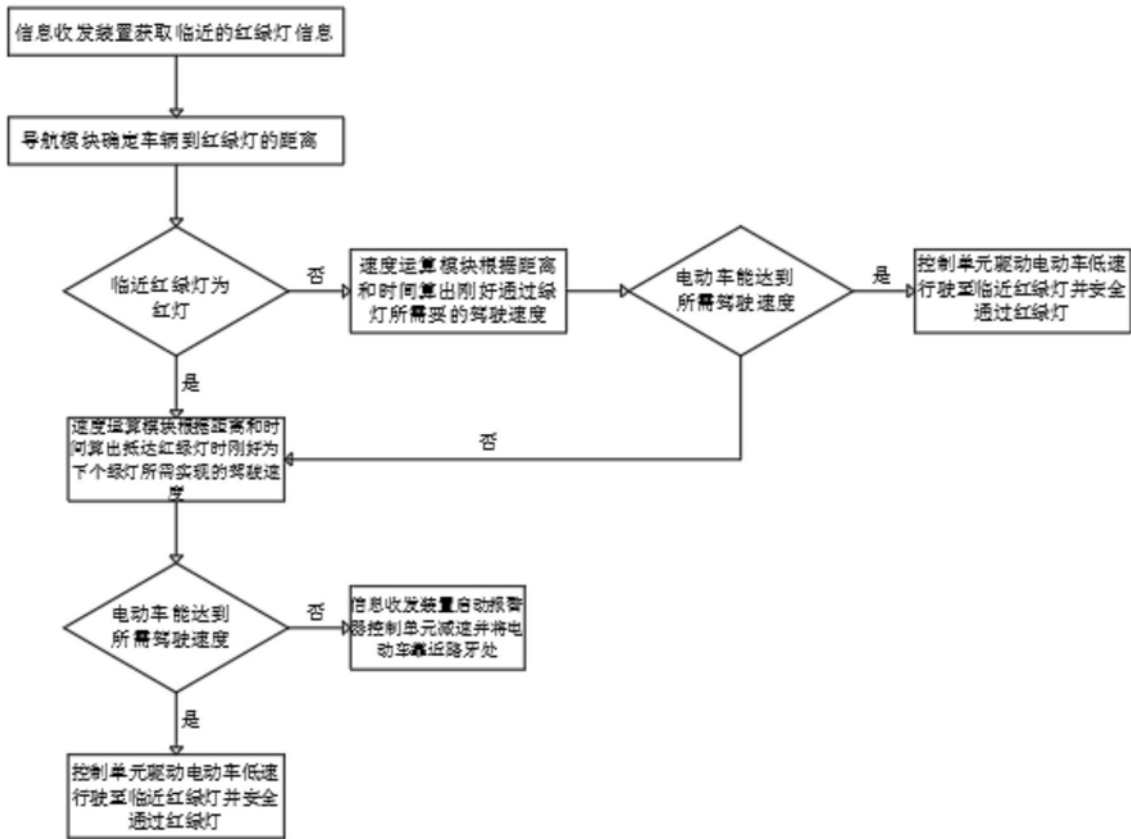 信息收发装置获取临近的红绿灯信息
导航模块确定车辆到红绿灯的距离
临近红绿灯为
红灯
否
速度运算模块根据距离
和时间算出刚好通过绿
灯所需要的驾驶速度
电动车能达到
所需驾驶速度
是
控制单元驱动电动车低速
行驶至临近红绿灯并安全
通过红绿灯
是
否
速度运算模块根据距离和时
间算出抵达红绿灯时刚好为
下个绿灯所需实现的驾驶速
度
电动车能达到
所需驾驶速度
否
信息收发装置启动报警
器控制单元减速并将电
动车靠近路牙处
是
控制单元驱动电动车低速
行驶至临近红绿灯并安全
通过红绿灯